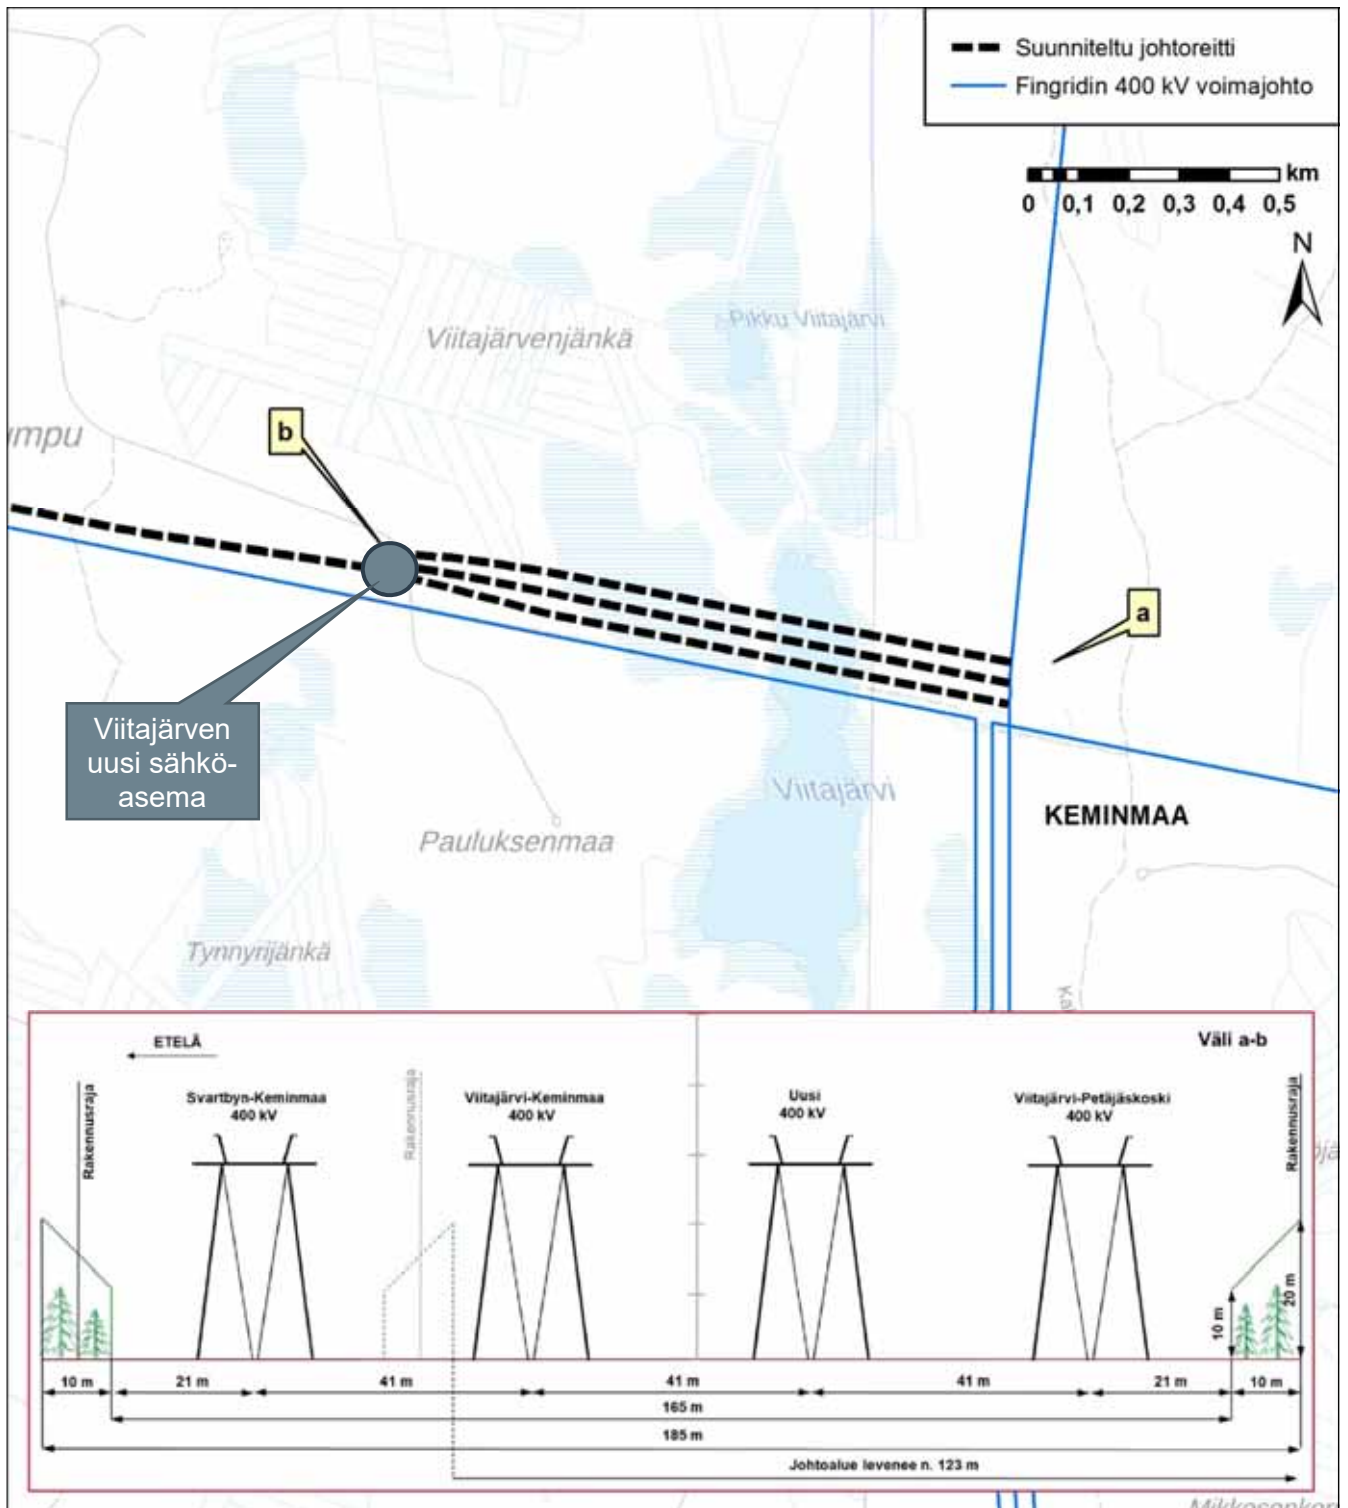 Suunniteltu johtoreitti
Fingridin 400 kV voimajohto
km
0 0,1 0,2 0,3 0,4 0,5
N
Pikku Viitajärvi
Viitajärvenjänkä
b
a
Viitajärven
uusi sähkö-
asema
Viitajärvi
KEMINMAA
Pauluksenmaa
Tynnyrijänkä
ETELÄ
Väli a-b
Rakennusraja
Svartbyn-Keminmaa
400 kV
Rakennusraja
Viitajärvi-Keminmaa
400 kV
Uusi
400 kV
Viitajärvi-Petäjäskoski
400 kV
Rakennusraja
10 m
20 m
10 m
21 m
41 m
41 m
41 m
21 m
10 m
165 m
185 m
Johtoalue levenee n. 123 m